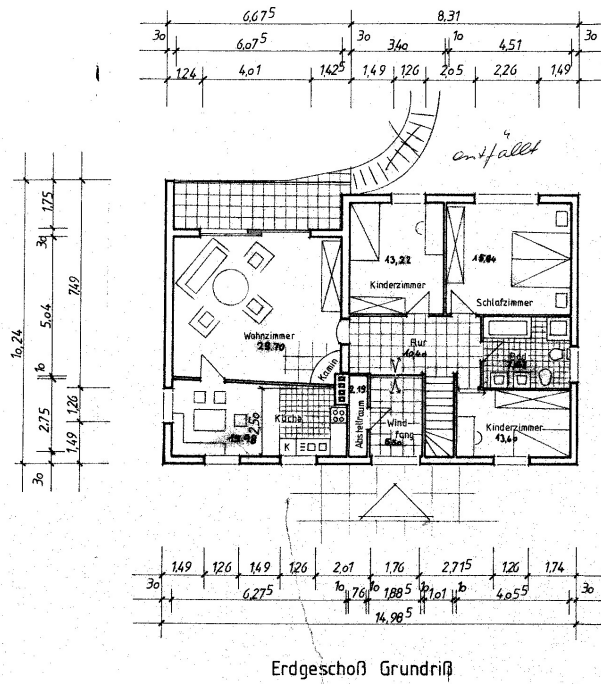 6,67⁵ 8,31
30 6,07⁵ 30 3,40 10 4,51 30
1,24 4,01 1,42⁵ 1,49 1,26 2,05 2,26 1,49
entfällt
10,24
30 2,75 10 5,04 30 1,75
1,49 1,26 7,49
13,22
Kinderzimmer
Schlafzimmer
Wohnzimmer
28,70
Flur
10,40
Bad
Kamin
2,19
Abstellraum
Wind
fang
Küche
2,50
K
Kinderzimmer
13,60
1,49 1,26 1,49 1,26 2,01 1,76 2,71⁵ 1,26 1,74
30 6,27⁵ 10 76 10 1,88⁵ 10 1,01 10 4,05⁵ 30
14,98⁵
Erdgeschoß Grundriß